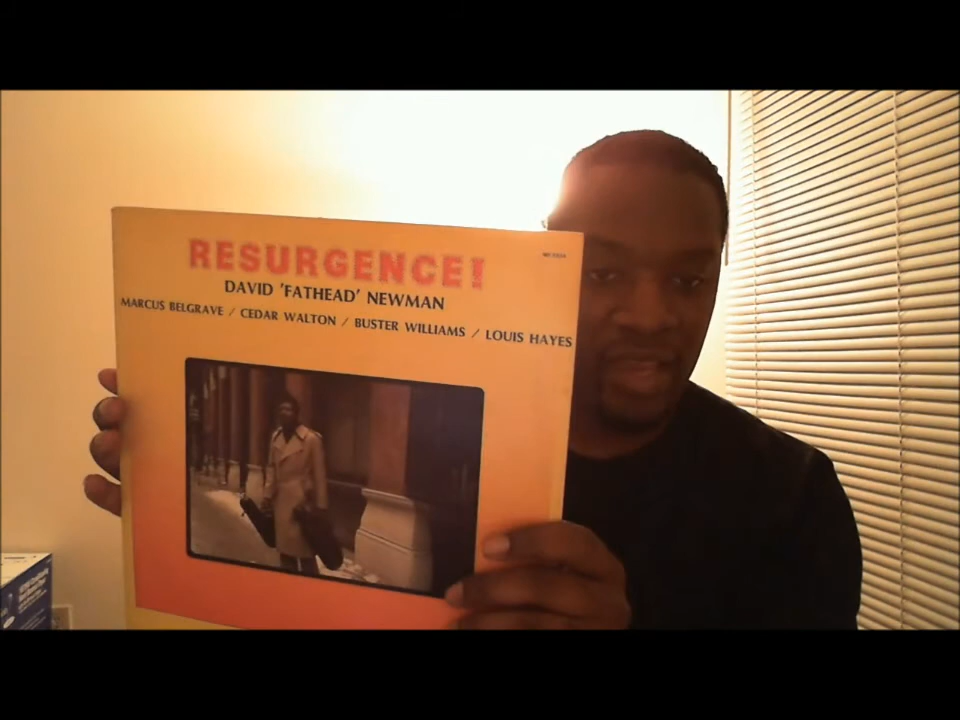 RESURGENCE!
DAVID 'FATHEAD' NEWMAN
MARCUS BELGRAVE / CEDAR WALTON / BUSTER WILLIAMS / LOUIS HAYES